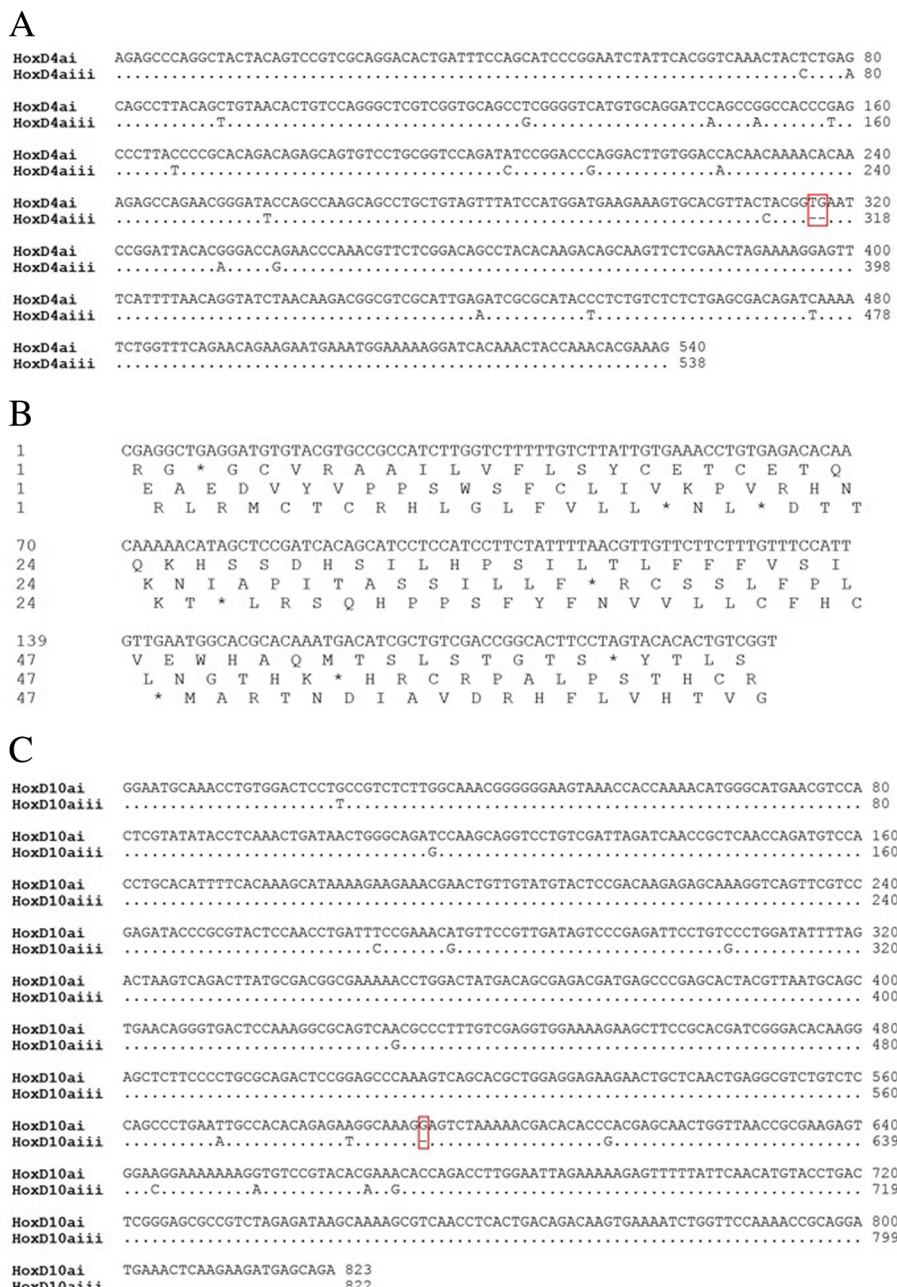 A
HoxD4ai AGAGCCCAGGCTACTACAGTCCGTCGCAGGACACTGATTTCCAGCATCCCGGAATCTATTCACGGTCAAACTACTCTGAG 80
HoxD4aiii ..........................................................................C....A 80
HoxD4ai CAGCCTTACAGCTGTAACACTGTCCAGGGCTCGTCGGTGCAGCCTCGGGGTCATGTGCAGGATCCAGCCGGCCACCCGAG 160
HoxD4aiii ...........T................................G...................A....A.......T.. 160
HoxD4ai CCCTTACCCCGCACAGACAGAGCAGTGTCCTGCGGTCCAGATATCCGGACCCAGGACTTGTGGACCACAACAAAACACAA 240
HoxD4aiii ......T...................................C........G.............A.............. 240
HoxD4ai AGAGCCAGAACGGGATACCAGCCAAGCAGCCTGCTGTAGTTTATCCATGGATGAAGAAAGTGCACGTTACTACGGTGAAT 320
HoxD4aiii ................T.....................................................C....--... 318
HoxD4ai CCGGATTACACGGGACCAGAACCCAAACGTTCTCGGACAGCCTACACAAGACAGCAAGTTCTCGAACTAGAAAAGGAGTT 400
HoxD4aiii ...........A.....G.............................................................. 398
HoxD4ai TCATTTTAACAGGTATCTAACAAGACGGCGTCGCATTGAGATCGCGCATACCCTCTGTCTCTCTGAGCGACAGATCAAAA 480
HoxD4aiii .......................................A...........T.......................T.... 478
HoxD4ai TCTGGTTTCAGAACAGAAGAATGAAATGGAAAAAGGATCACAAACTACCAAACACGAAAG 540
HoxD4aiii ............................................................ 538
B
1 CGAGGCTGAGGATGTGTACGTGCCGCCATCTTGGTCTTTTTGTCTTATTGTGAAACCTGTGAGACACAA
1 R G * G C V R A A I L V F L S Y C E T C E T Q
1 E A E D V Y V P P S W S F C L I V K P V R H N
1 R L R M C T C R H L G L F V L L * N L * D T T
70 CAAAAACATAGCTCCGATCACAGCATCCTCCATCCTTCTATTTTAACGTTGTTCTTCTTTGTTTCCATT
24 Q K H S S D H S I L H P S I L T L F F F V S I
24 K N I A P I T A S S I L L F * R C S S L F P L
24 K T * L R S Q H P P S F Y F N V V L L C F H C
139 GTTGAATGGCACGCACAAATGACATCGCTGTCGACCGGCACTTCCTAGTACACACTGTCGGT
47 V E W H A Q M T S L S T G T S * Y T L S
47 L N G T H K * H R C R P A L P S T H C R
47 * M A R T N D I A V D R H F L V H T V G
C
HoxD10ai GGAATGCAAACCTGTGGACTCCTGCCGTCTCTTGGCAAACGGGGGGAAGTAAACCACCAAAACATGGGCATGAACGTCCA 80
HoxD10aiii .......................T........................................................ 80
HoxD10ai CTCGTATATACCTCAAACTGATAACTGGGCAGATCCAAGCAGGTCCTGTCGATTAGATCAACCGCTCAACCAGATGTCCA 160
HoxD10aiii .................................G.............................................. 160
HoxD10ai CCTGCACATTTTCACAAAGCATAAAAGAAGAAACGAACTGTTGTATGTACTCCGACAAGAGAGCAAAGGTCAGTTCGTCC 240
HoxD10aiii ................................................................................ 240
HoxD10ai GAGATACCCGCGTACTCCAACCTGATTTCCGAAACATGTTCCGTTGATAGTCCCGAGATTCCTGTCCCTGGATATTTTAG 320
HoxD10aiii ...........................C.......G.............................G.............. 320
HoxD10ai ACTAAGTCAGACTTATGCGACGGCGAAAAACCTGGACTATGACAGCGAGACGATGAGCCCGAGCACTACGTTAATGCAGC 400
HoxD10aiii ................................................................................ 400
HoxD10ai TGAACAGGGTGACTCCAAAGGCGCAGTCAACGCCCTTTGTCGAGGTGGAAAAGAAGCTTCCGCACGATCGGGACACAAGG 480
HoxD10aiii .............................G.................................................. 480
HoxD10ai AGCTCTTCCCCTGCGCAGACTCCGGAGCCCAAAGTCAGCACGCTGGAGGAGAAGAACTGCTCAACTGAGGCGTCTGTCTC 560
HoxD10aiii ................................................................................ 560
HoxD10ai CAGCCCTGAATTGCCACACACAGAGAAGGCAAAGGAGTCTAAAAACGACACACCCACGAGCAACTGGTTAACCGCGAAGAGT 640
HoxD10aiii ..........A.............T.......-...................G........................... 639
HoxD10ai GGAAGGAAAAAAAGGTGTCCGTACACGAAACACCAGACCTTGGAATTAGAAAAAGAGTTTTTATTCAACATGTACCTGAC 720
HoxD10aiii ...C..........A...........A..G.................................................. 719
HoxD10ai TCGGGAGCGCCGTCTAGAGATAAGCAAAAGCGTCAACCTCACTGACAGACAAGTGAAAATCTGGTTCCAAAACCGCAGGA 800
HoxD10aiii ................................................................................ 799
HoxD10ai TGAAACTCAAGAAGATGAGCAGA 823
HoxD10aiii ....................... 822